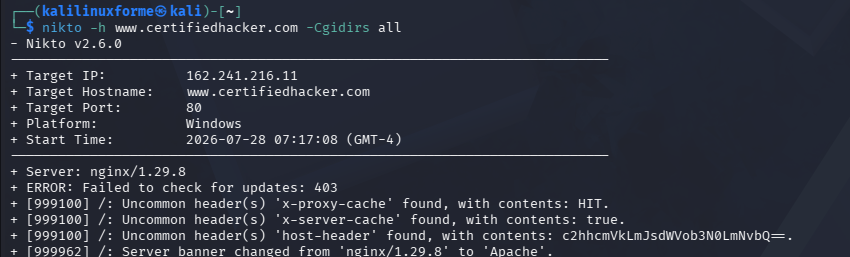 ┌──(kalilinuxforme㉿kali)-[~]
└─$ nikto -h www.certifiedhacker.com -Cgidirs all
- Nikto v2.6.0
---------------------------------------------------------------------------
+ Target IP:          162.241.216.11
+ Target Hostname:    www.certifiedhacker.com
+ Target Port:        80
+ Platform:           Windows
+ Start Time:         2026-07-28 07:17:08 (GMT-4)
---------------------------------------------------------------------------
+ Server: nginx/1.29.8
+ ERROR: Failed to check for updates: 403
+ [999100] /: Uncommon header(s) 'x-proxy-cache' found, with contents: HIT.
+ [999100] /: Uncommon header(s) 'x-server-cache' found, with contents: true.
+ [999100] /: Uncommon header(s) 'host-header' found, with contents: c2hhcmVkLmJsdWVob3N0LmNvbQ==.
+ [999962] /: Server banner changed from 'nginx/1.29.8' to 'Apache'.